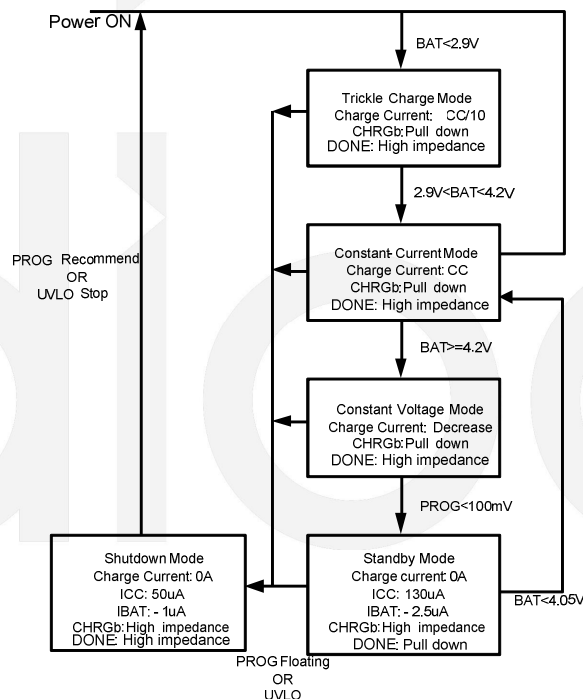 Power ON
BAT<2.9V
Trickle Charge Mode
Charge Current: CC/10
CHRGb:Pull down
DONE: High impedance
2.9V<BAT<4.2V
PROG Recommend
OR
UVLO Stop
Constant-Current Mode
Charge Current: CC
CHRGb:Pull down
DONE: High impedance
BAT>=4.2V
Constant Voltage Mode
Charge Current: Decrease
CHRGb:Pull down
DONE: High impedance
PROG<100mV
Shutdown Mode
Charge Current:0A
ICC: 50uA
IBAT: - 1uA
CHRGb:High impedance
DONE: High impedance
Standby Mode
Charge current:0A
ICC: 130uA
IBAT: - 2.5uA
CHRGb:High impedance
DONE: Pull down
BAT<4.05V
PROG Floating
OR
UVLO